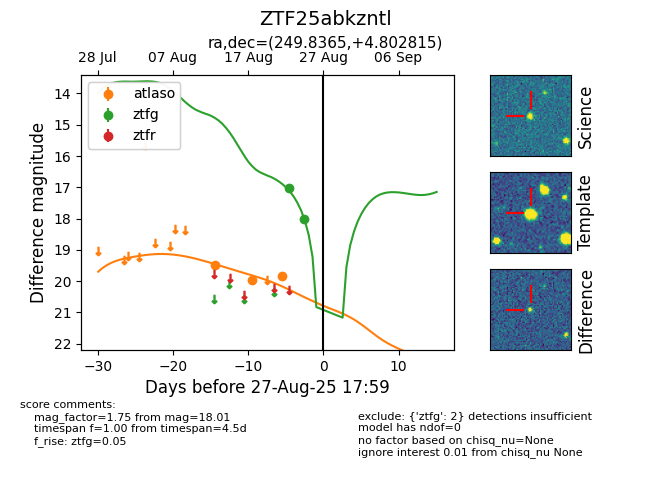 ZTF25abkzntl
ra,dec=(249.8365,+4.802815)
28 Jul 07 Aug 17 Aug 27 Aug 06 Sep
atlaso
ztfg
ztfr
14
15
16
17
18
19
20
21
22
Difference magnitude
−30 −20 −10 0 10
Days before 27-Aug-25 17:59
Science
Template
Difference
score comments:
mag_factor=1.75 from mag=18.01
timespan f=1.00 from timespan=4.5d
f_rise: ztfg=0.05
exclude: {'ztfg': 2} detections insufficient
model has ndof=0
no factor based on chisq_nu=None
ignore interest 0.01 from chisq_nu None